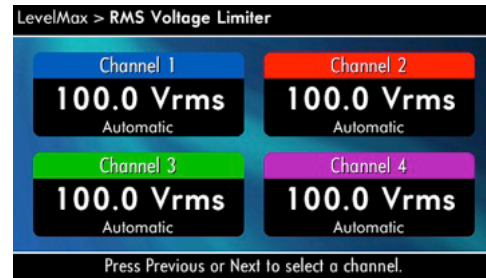 LevelMax > RMS Voltage Limiter
Channel 1
100.0 Vrms
Automatic
Channel 2
100.0 Vrms
Automatic
Channel 3
100.0 Vrms
Automatic
Channel 4
100.0 Vrms
Automatic
Press Previous or Next to select a channel.